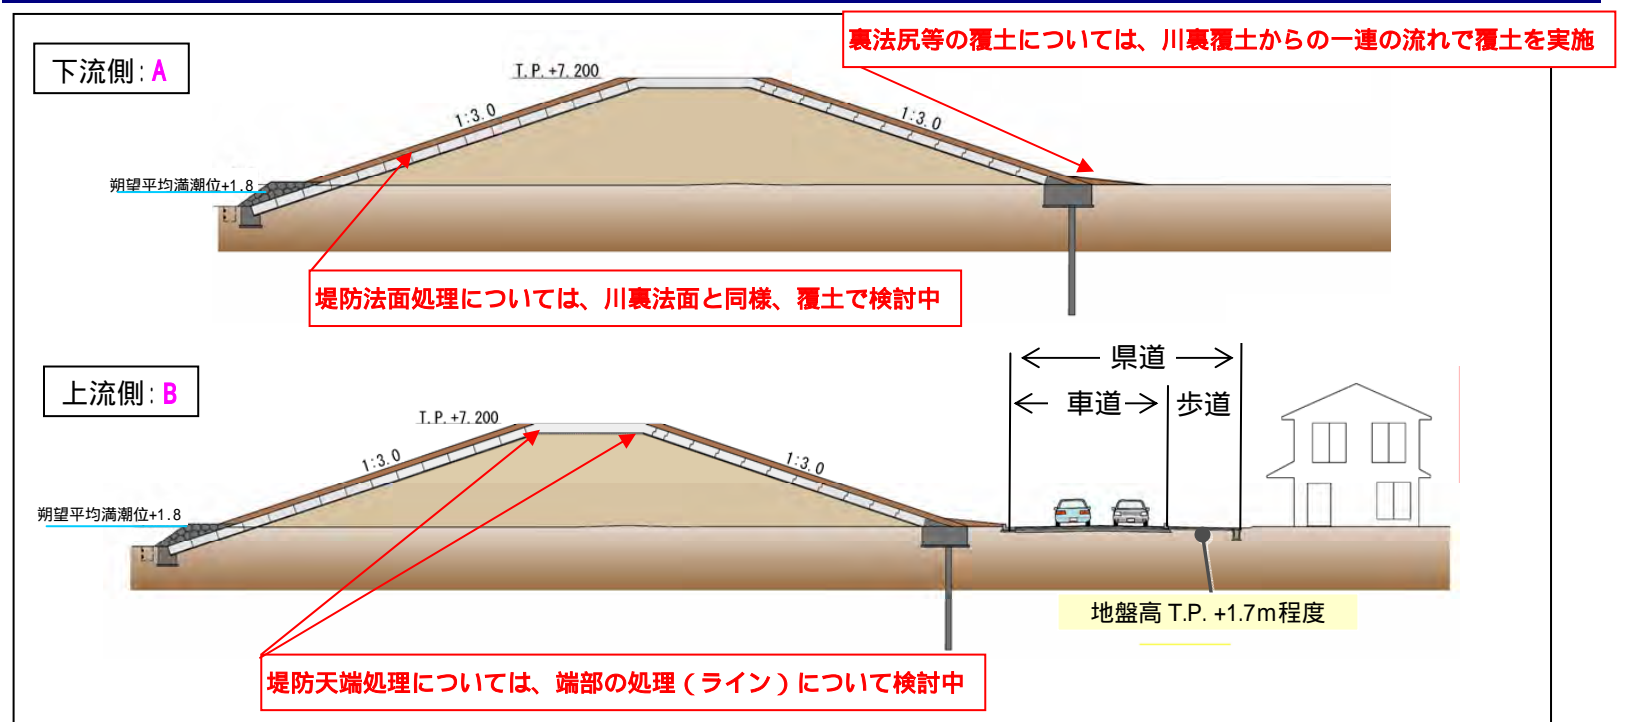 裏法尻等の覆土については、川裏覆土からの一連の流れで覆土を実施
下流側:A
T.P.+7.200
1:3.0
1:3.0
朔望平均満潮位+1.8
堤防法面処理については、川裏法面と同様、覆土で検討中
県道
上流側:B
車道
歩道
T.P.+7.200
1:3.0
1:3.0
朔望平均満潮位+1.8
地盤高 T.P. +1.7m程度
堤防天端処理については、端部の処理(ライン)について検討中